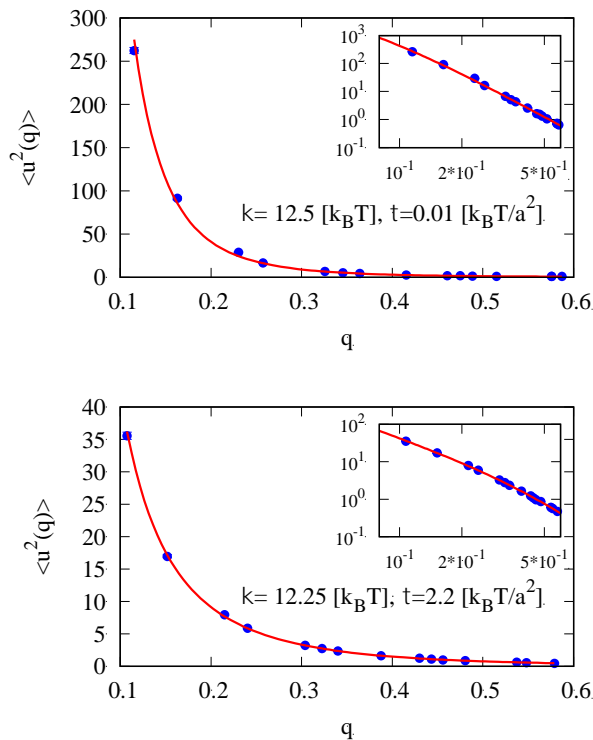 300
250
200
150
100
50
0
<u²(q)>
10³
10²
10¹
10⁰
10⁻¹
10⁻¹ 2*10⁻¹ 5*10⁻¹
k= 12.5 [k_BT], t=0.01 [k_BT/a²]
0.1 0.2 0.3 0.4 0.5 0.6
q
40
35
30
25
20
15
10
5
0
<u²(q)>
10²
10¹
10⁰
10⁻¹
10⁻¹ 2*10⁻¹ 5*10⁻¹
k= 12.25 [k_BT]; t=2.2 [k_BT/a²]
0.1 0.2 0.3 0.4 0.5 0.6
q